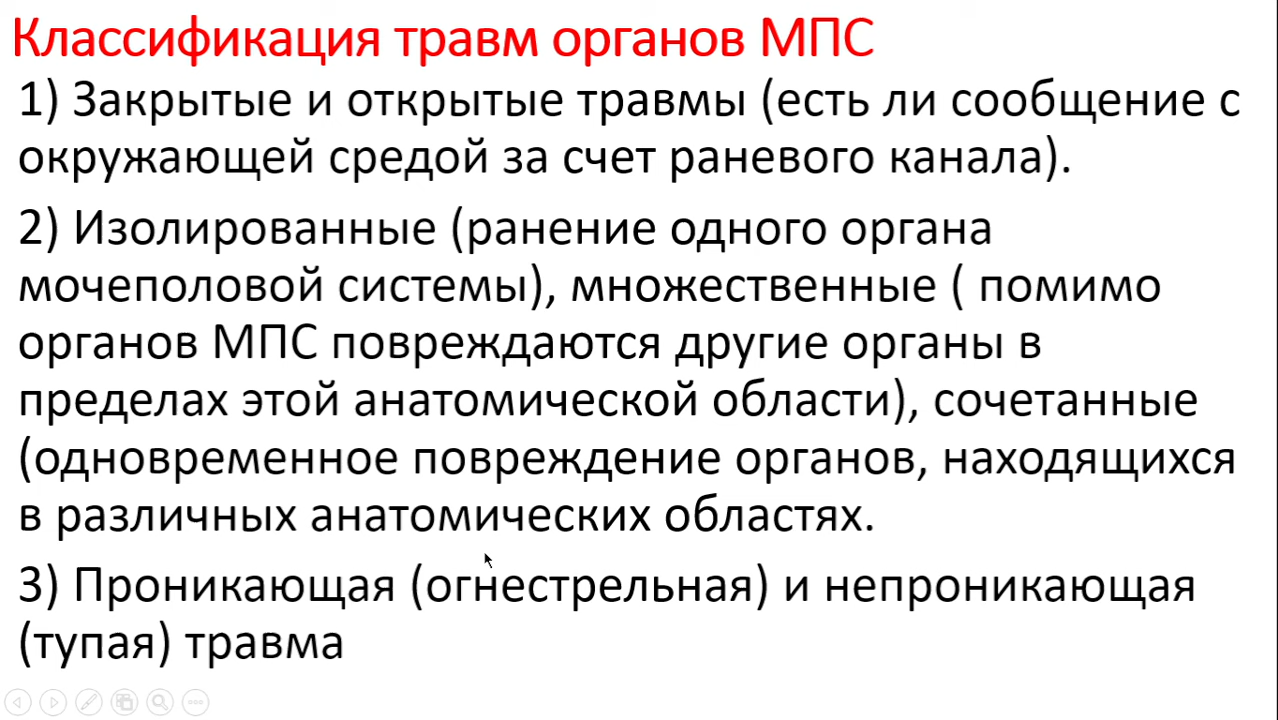 Классификация травм органов МПС
1) Закрытые и открытые травмы (есть ли сообщение с
окружающей средой за счет раневого канала).
2) Изолированные (ранение одного органа
мочеполовой системы), множественные ( помимо
органов МПС повреждаются другие органы в
пределах этой анатомической области), сочетанные
(одновременное повреждение органов, находящихся
в различных анатомических областях.
3) Проникающая (огнестрельная) и непроникающая
(тупая) травма